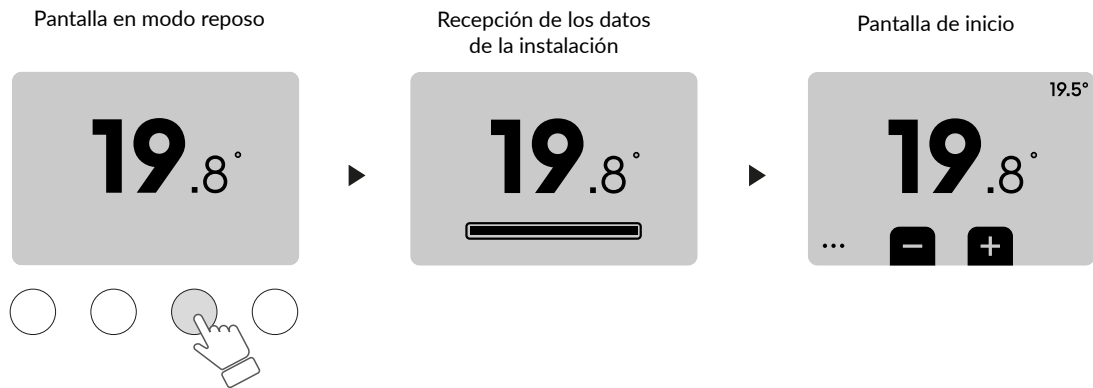 Pantalla en modo reposo
Recepción de los datos
de la instalación
Pantalla de inicio
19.8°
19.8°
19.5°
19.8°
...
− +